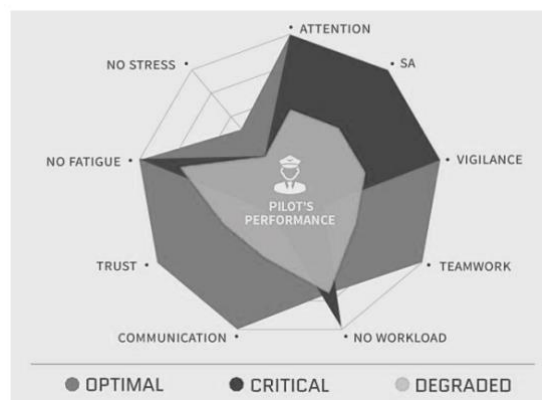 ATTENTION
NO STRESS
SA
NO FATIGUE
VIGILANCE
PILOT'S
PERFORMANCE
TRUST
TEAMWORK
COMMUNICATION
NO WORKLOAD
OPTIMAL
CRITICAL
DEGRADED